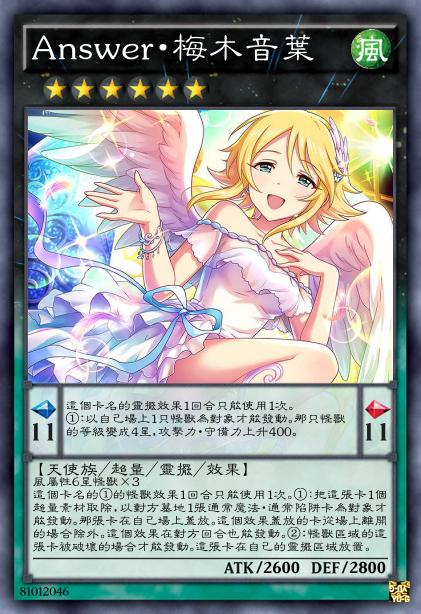 Answer・梅木音葉
風
這個卡名的靈擺效果1回合只能使用1次。
①:以自己場上1只怪獸為對象才能發動。那只怪獸
的等級變成4星,攻擊力・守備力上升400。
11
11
【天使族/超量/靈擺/效果】
風屬性6星怪獸×3
這個卡名的①的怪獸效果1回合只能使用1次。①:把這張卡1個
超量素材取除,以對方墓地1張通常魔法・通常陷阱卡為對象才
能發動。那張卡在自己場上蓋放。這個效果蓋放的卡從場上離開
的場合除外。這個效果在對方回合也能發動。②:怪獸區域的這
張卡被破壞的場合才能發動。這張卡在自己的靈擺區域放置。
ATK/2600 DEF/2800
81012046